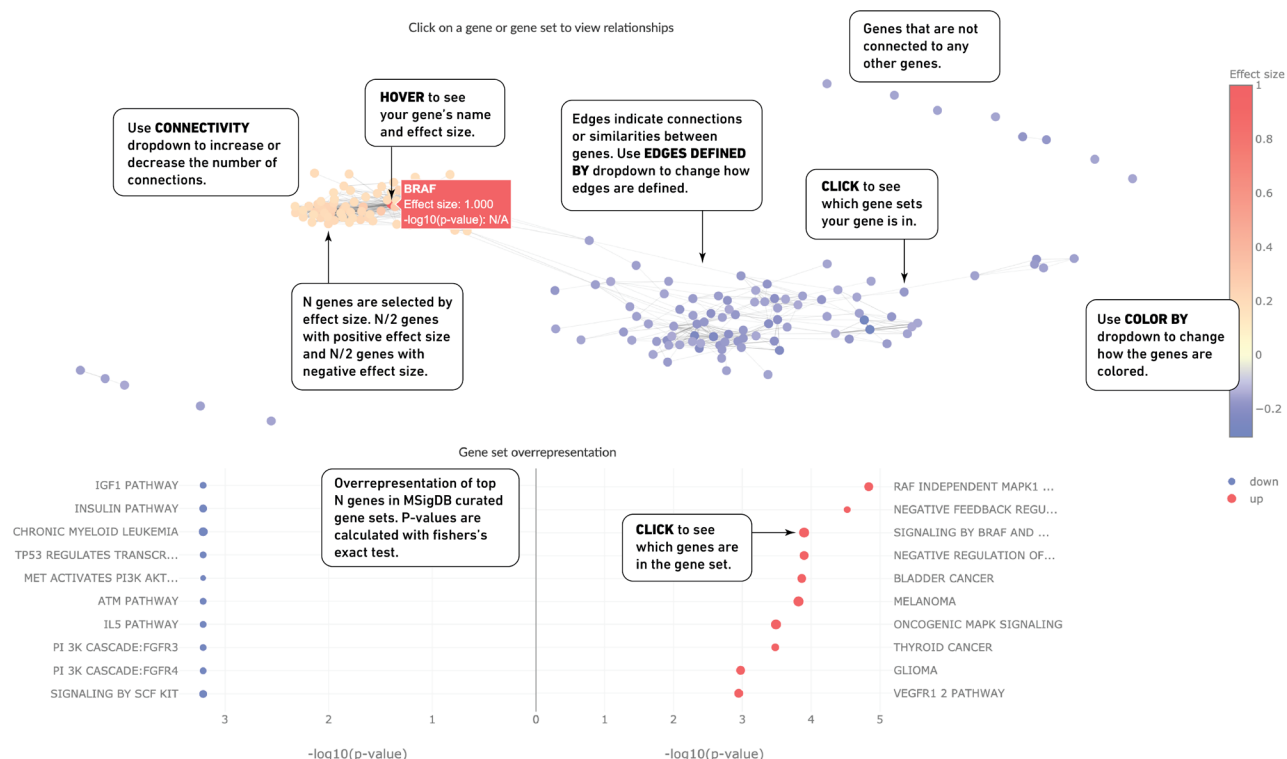 Click on a gene or gene set to view relationships
Genes that are not
connected to any
other genes.
Effect size
1
0.8
0.6
0.4
0.2
0
−0.2
HOVER to see
your gene's name
and effect size.
Use CONNECTIVITY
dropdown to increase or
decrease the number of
connections.
Edges indicate connections
or similarities between
genes. Use EDGES DEFINED
BY dropdown to change how
edges are defined.
CLICK to see
which gene sets
your gene is in.
BRAF
Effect size: 1.000
-log10(p-value): N/A
N genes are selected by
effect size. N/2 genes
with positive effect size
and N/2 genes with
negative effect size.
Use COLOR BY
dropdown to change
how the genes are
colored.
Gene set overrepresentation
down
up
IGF1 PATHWAY
INSULIN PATHWAY
CHRONIC MYELOID LEUKEMIA
TP53 REGULATES TRANSCR...
MET ACTIVATES PI3K AKT...
ATM PATHWAY
IL5 PATHWAY
PI 3K CASCADE:FGFR3
PI 3K CASCADE:FGFR4
SIGNALING BY SCF KIT
Overrepresentation of top
N genes in MSigDB curated
gene sets. P-values are
calculated with fishers's
exact test.
CLICK to see
which genes are
in the gene set.
RAF INDEPENDENT MAPK1 ...
NEGATIVE FEEDBACK REGU...
SIGNALING BY BRAF AND ...
NEGATIVE REGULATION OF...
BLADDER CANCER
MELANOMA
ONCOGENIC MAPK SIGNALING
THYROID CANCER
GLIOMA
VEGFR1 2 PATHWAY
3 2 1 0 2 3 4 5
-log10(p-value) -log10(p-value)